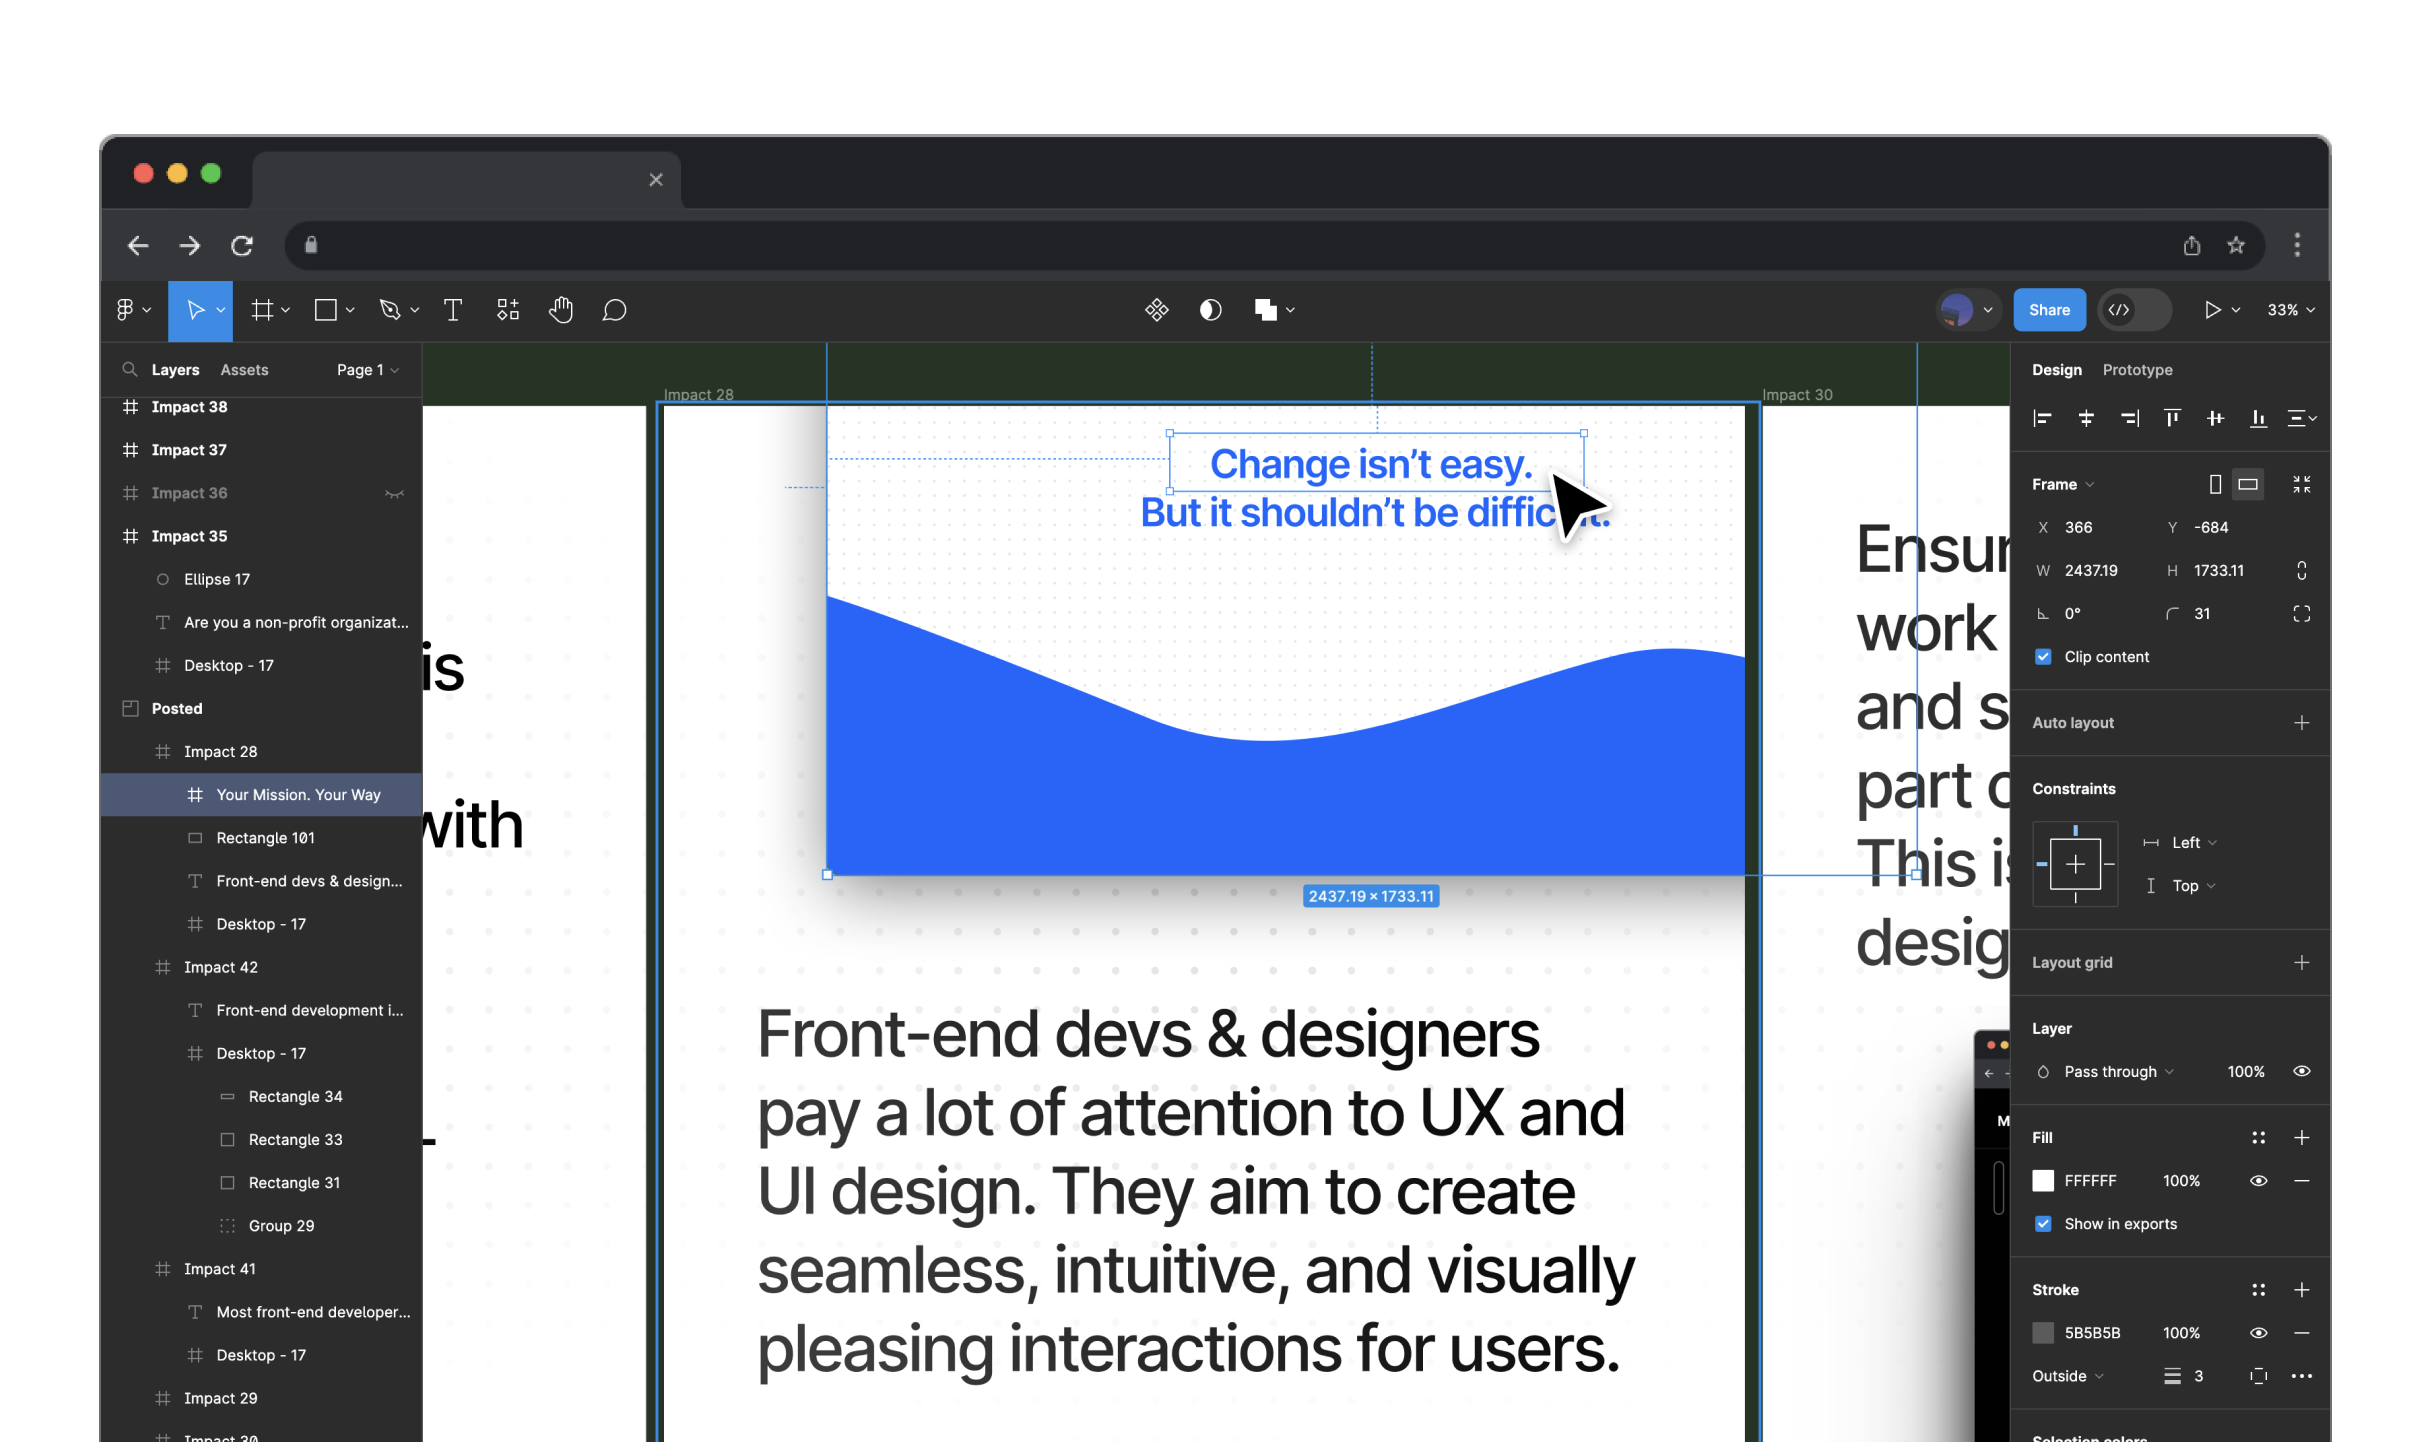 Share
33%
Layers
Assets
Page 1
Impact 38
Impact 37
Impact 36
Impact 35
Ellipse 17
Are you a non-profit organizat...
Desktop - 17
Posted
Impact 28
Your Mission. Your Way
Rectangle 101
Front-end devs & design...
Desktop - 17
Impact 42
Front-end development i...
Desktop - 17
Rectangle 34
Rectangle 33
Rectangle 31
Group 29
Impact 41
Most front-end developer...
Desktop - 17
Impact 29
Impact 30
is
with
Impact 28
Change isn’t easy.
But it shouldn’t be
2437.19 × 1733.11
Front-end devs & designers
pay a lot of attention to UX and
UI design. They aim to create
seamless, intuitive, and visually
pleasing interactions for users.
Impact 30
work
and s
part
This
Design
Prototype
Frame
X 366
Y -684
W 2437.19
H 1733.11
0°
31
Clip content
Auto layout
Constraints
Left
Top
Layout grid
Layer
Pass through
100%
Fill
FFFFFF
100%
Show in exports
Stroke
5B5B5B
100%
Outside
3
Selection colors